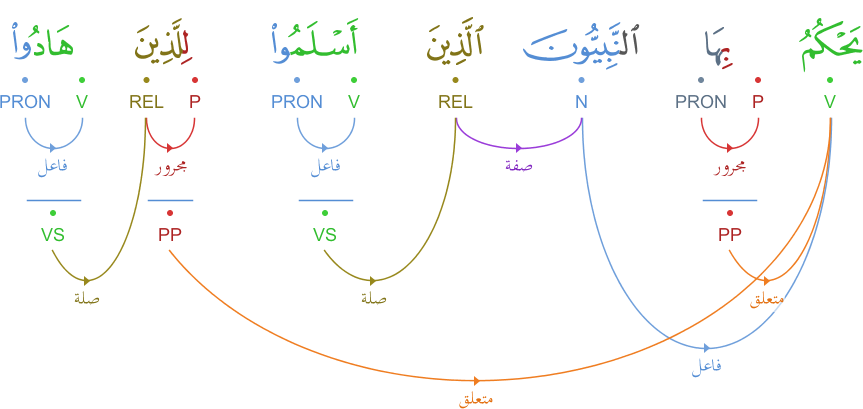 يَحْكُمُ بِهَا ٱلنَّبِيُّونَ ٱلَّذِينَ أَسْلَمُوا۟ لِلَّذِينَ هَادُوا۟
V P PRON N REL V PRON P REL V PRON
مجرور صفة فاعل مجرور فاعل
PP VS PP VS
متعلق صلة صلة
فاعل
متعلق